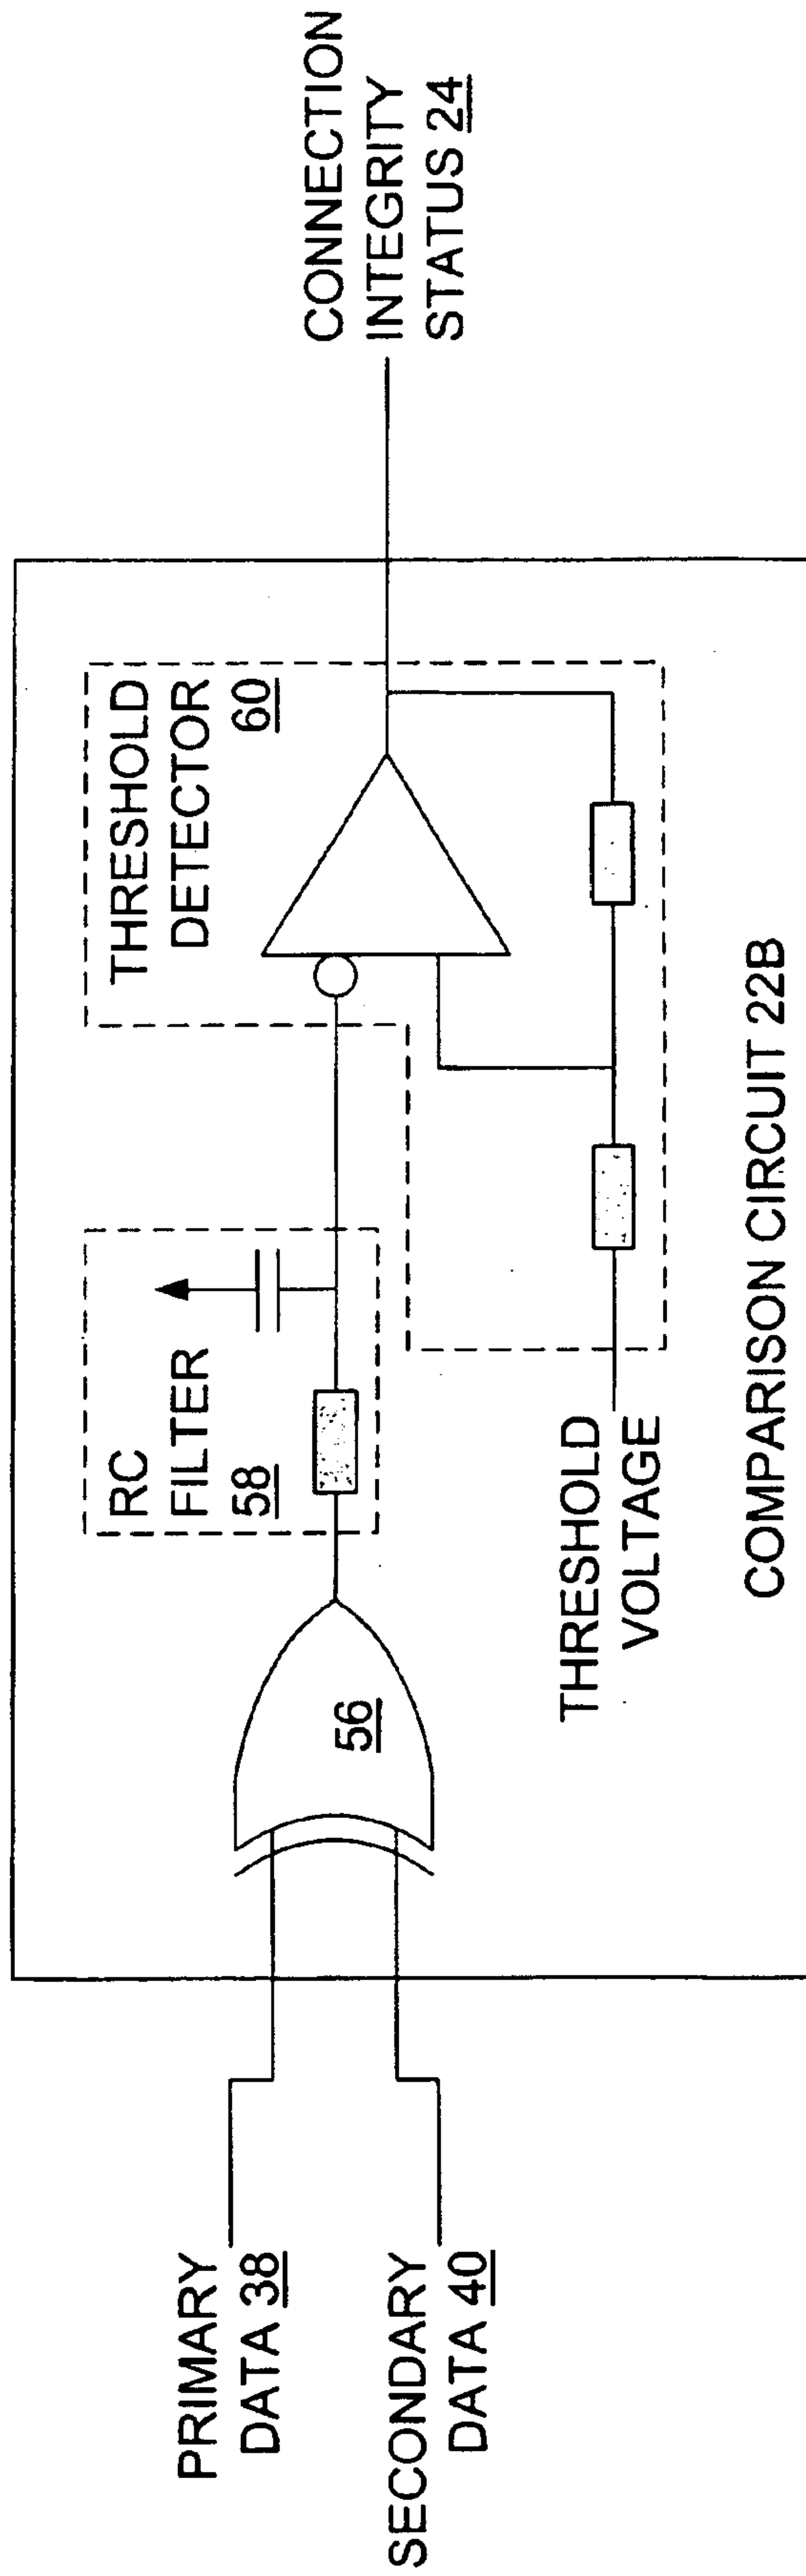 PRIMARY
DATA 38
SECONDARY
DATA 40
56
RC
FILTER
58
THRESHOLD
DETECTOR
60
THRESHOLD
VOLTAGE
CONNECTION
INTEGRITY
STATUS 24
COMPARISON CIRCUIT 22B